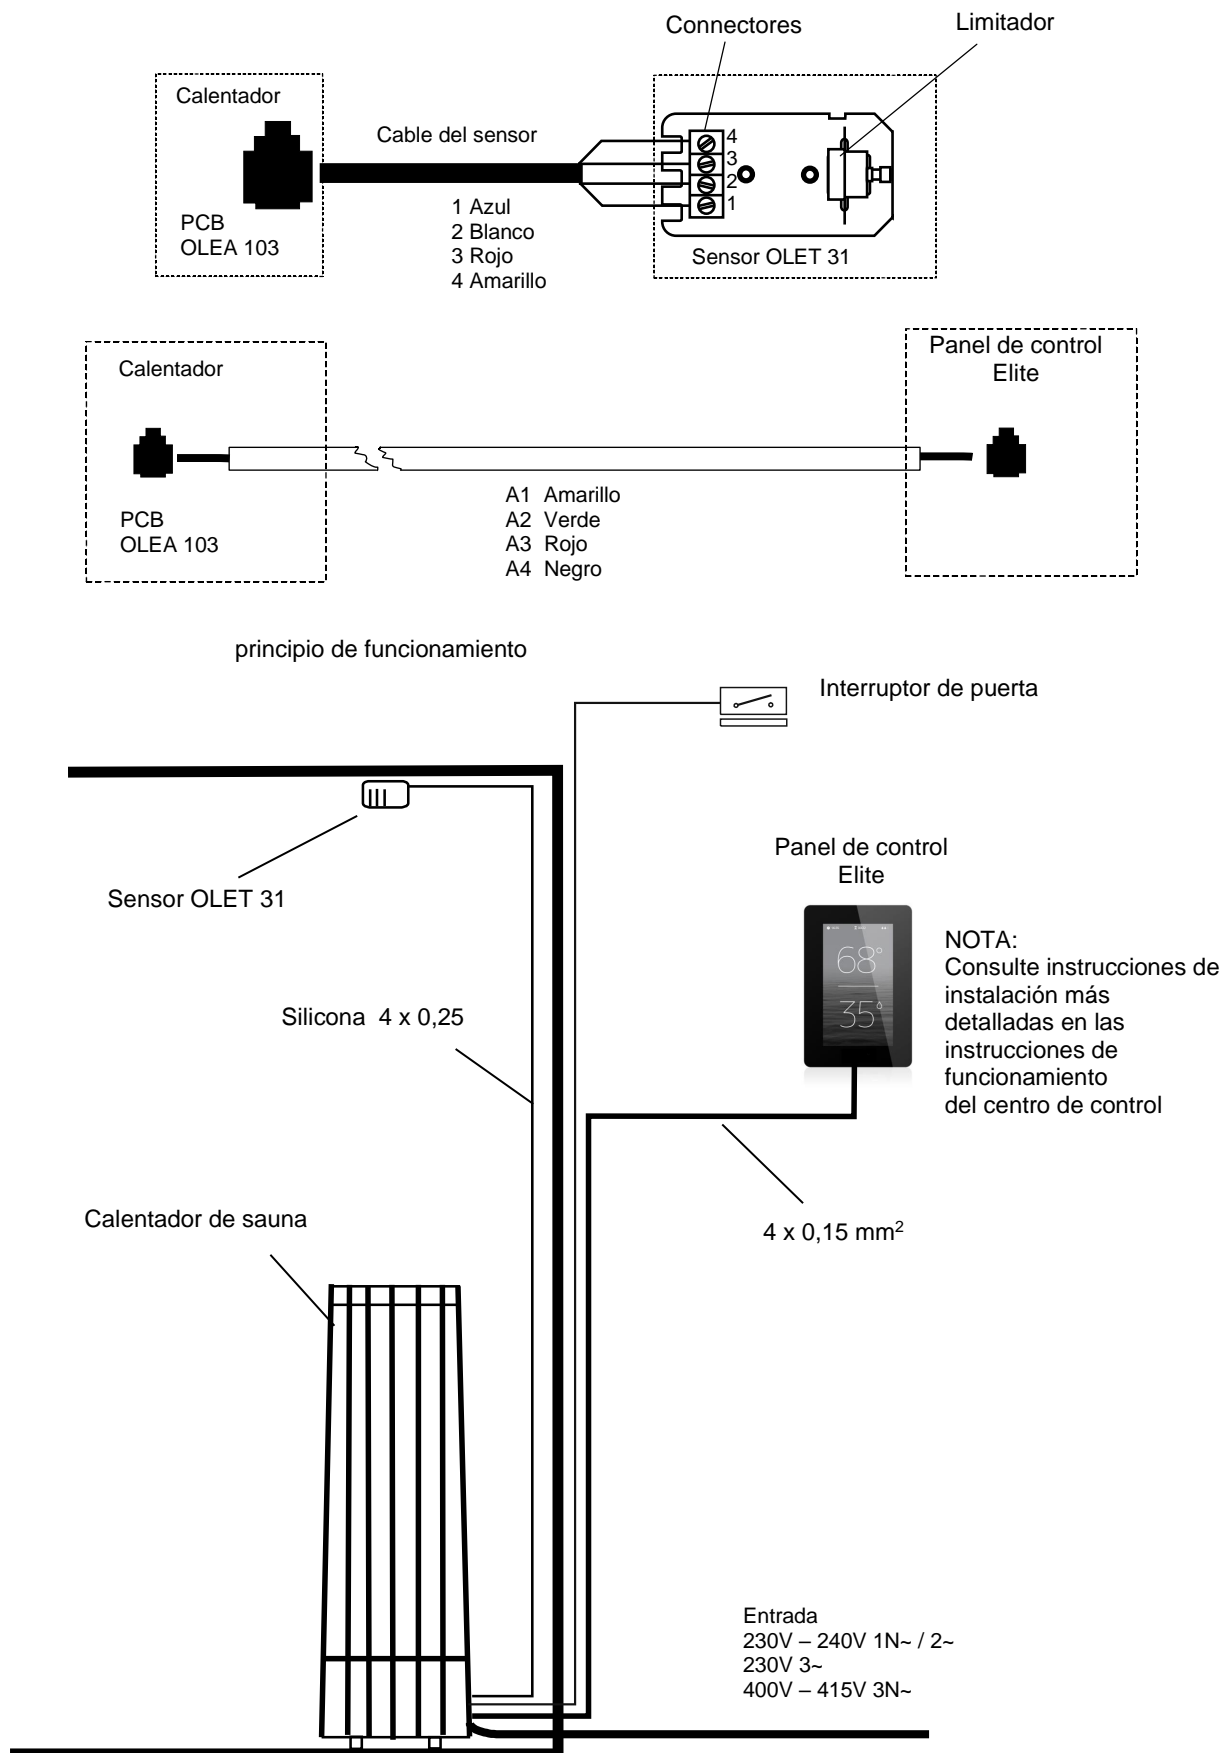 Connectores
Limitador
Calentador
Cable del sensor
4
3
2
1
1 Azul
2 Blanco
3 Rojo
4 Amarillo
PCB
OLEA 103
Sensor OLET 31
Calentador
Panel de control
Elite
A1 Amarillo
A2 Verde
A3 Rojo
A4 Negro
PCB
OLEA 103
principio de funcionamiento
Interruptor de puerta
Sensor OLET 31
Panel de control
Elite
68°
35°
NOTA:
Consulte instrucciones de
instalación más
detalladas en las
instrucciones de
funcionamiento
del centro de control
Silicona 4 x 0,25
4 x 0,15 mm²
Calentador de sauna
Entrada
230V – 240V 1N~ / 2~
230V 3~
400V – 415V 3N~